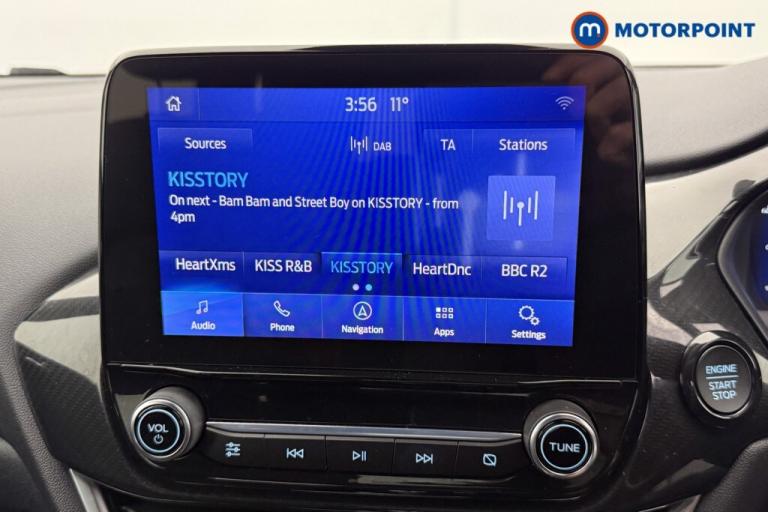 MOTORPOINT
3:56 11°
Sources
DAB
TA
Stations
KISSTORY
On next - Bam Bam and Street Boy on KISSTORY - from
4pm
HeartXms
KISS R&B
KISSTORY
HeartDnc
BBC R2
Audio
Phone
Navigation
Apps
Settings
ENGINE
START
STOP
VOL
TUNE